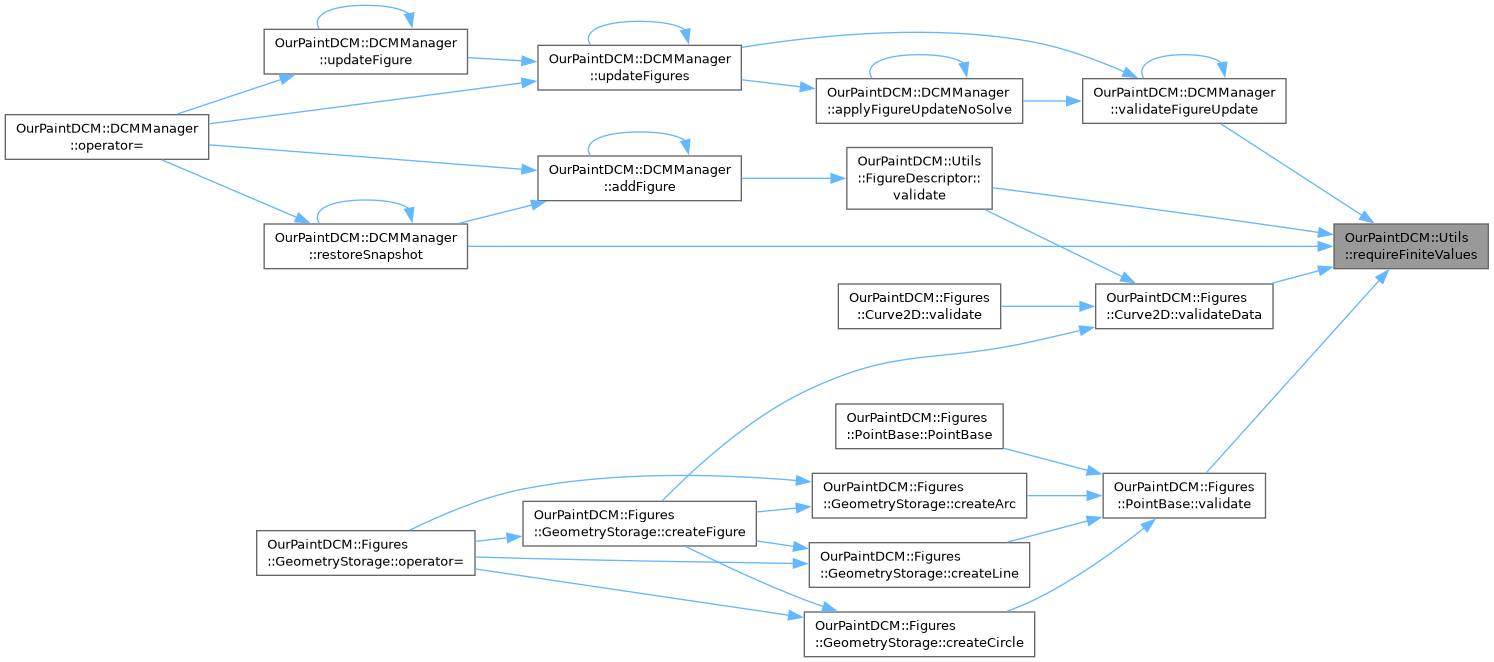 OurPaintDCM::DCMManager
::updateFigure
OurPaintDCM::DCMManager
::updateFigures
OurPaintDCM::DCMManager
::applyFigureUpdateNoSolve
OurPaintDCM::DCMManager
::validateFigureUpdate
OurPaintDCM::DCMManager
::operator=
OurPaintDCM::DCMManager
::addFigure
OurPaintDCM::Utils
::FigureDescriptor::
validate
OurPaintDCM::DCMManager
::restoreSnapshot
OurPaintDCM::Utils
::requireFiniteValues
OurPaintDCM::Figures
::Curve2D::validate
OurPaintDCM::Figures
::Curve2D::validateData
OurPaintDCM::Figures
::PointBase::PointBase
OurPaintDCM::Figures
::GeometryStorage::createArc
OurPaintDCM::Figures
::PointBase::validate
OurPaintDCM::Figures
::GeometryStorage::createFigure
OurPaintDCM::Figures
::GeometryStorage::operator=
OurPaintDCM::Figures
::GeometryStorage::createLine
OurPaintDCM::Figures
::GeometryStorage::createCircle